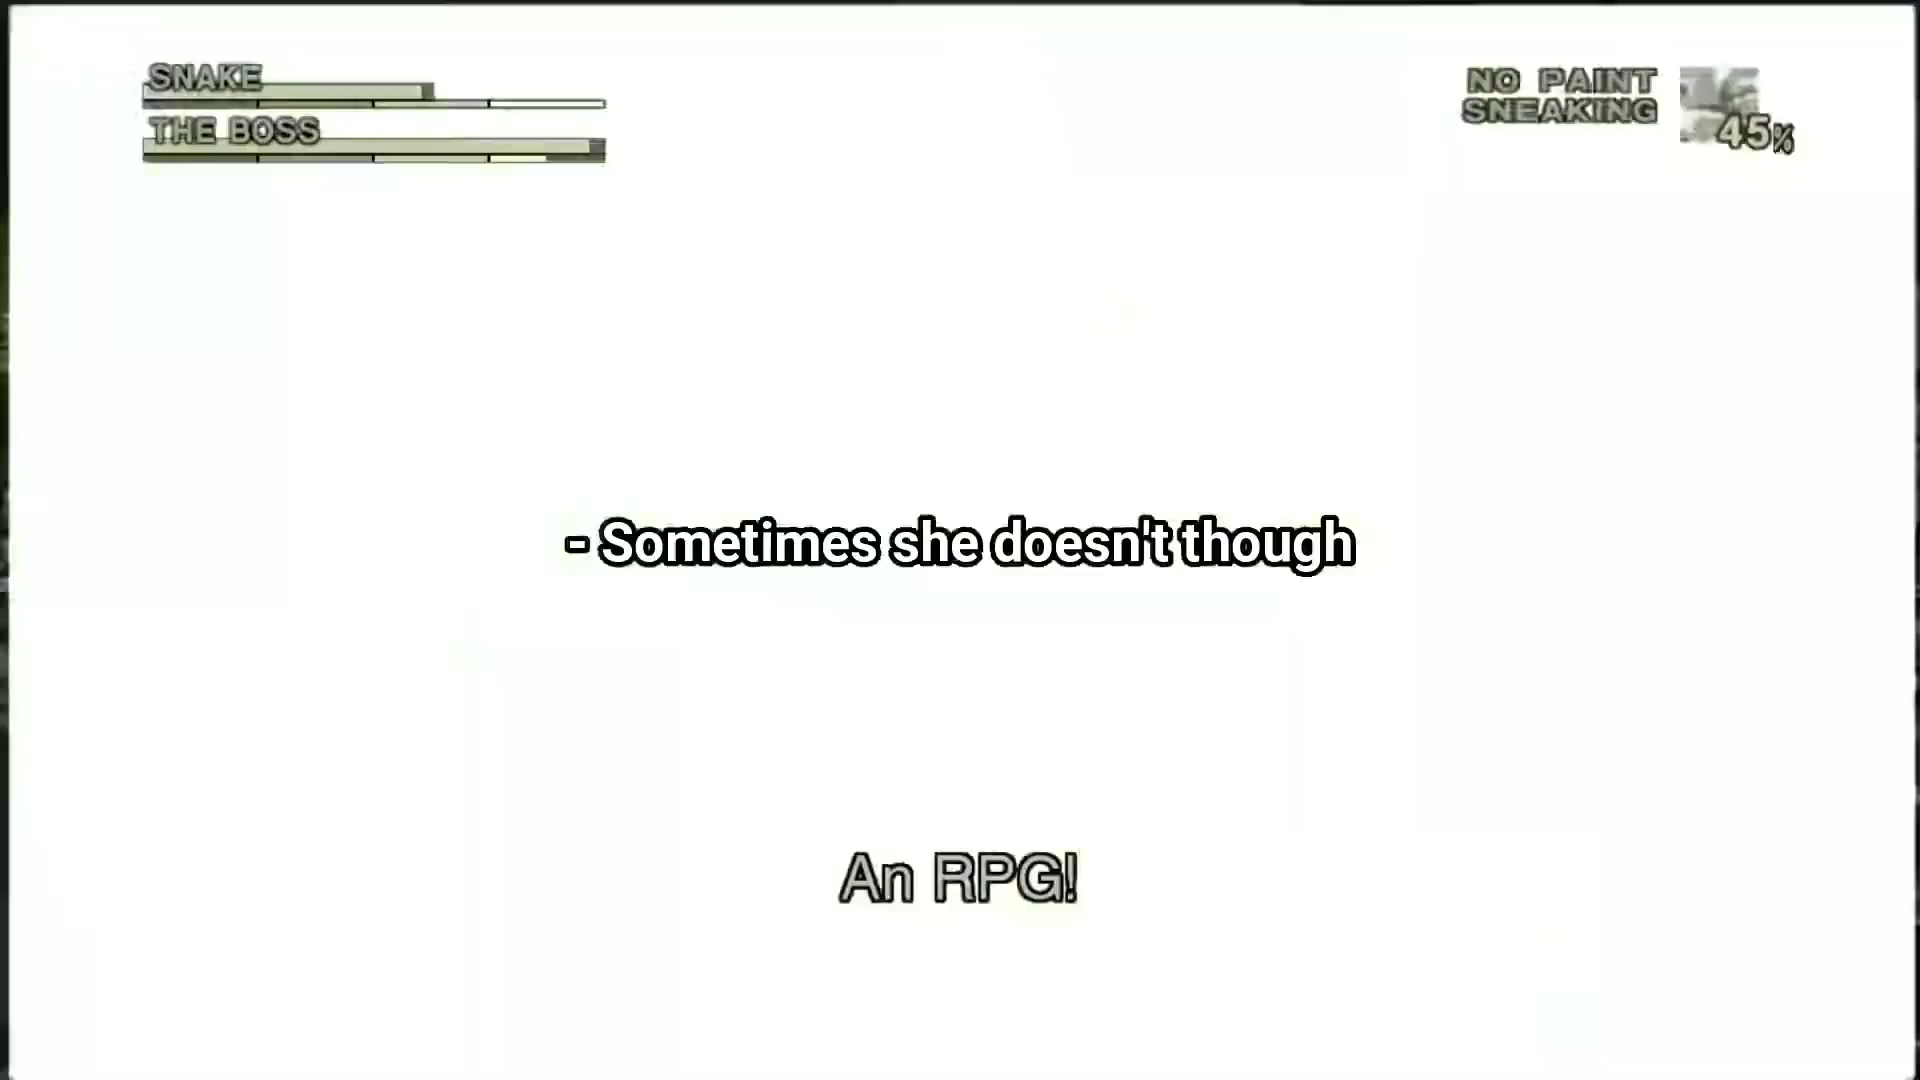 SNAKE
THE BOSS
NO PAINT
SNEAKING
45%
- Sometimes she doesn't though
An RPG!